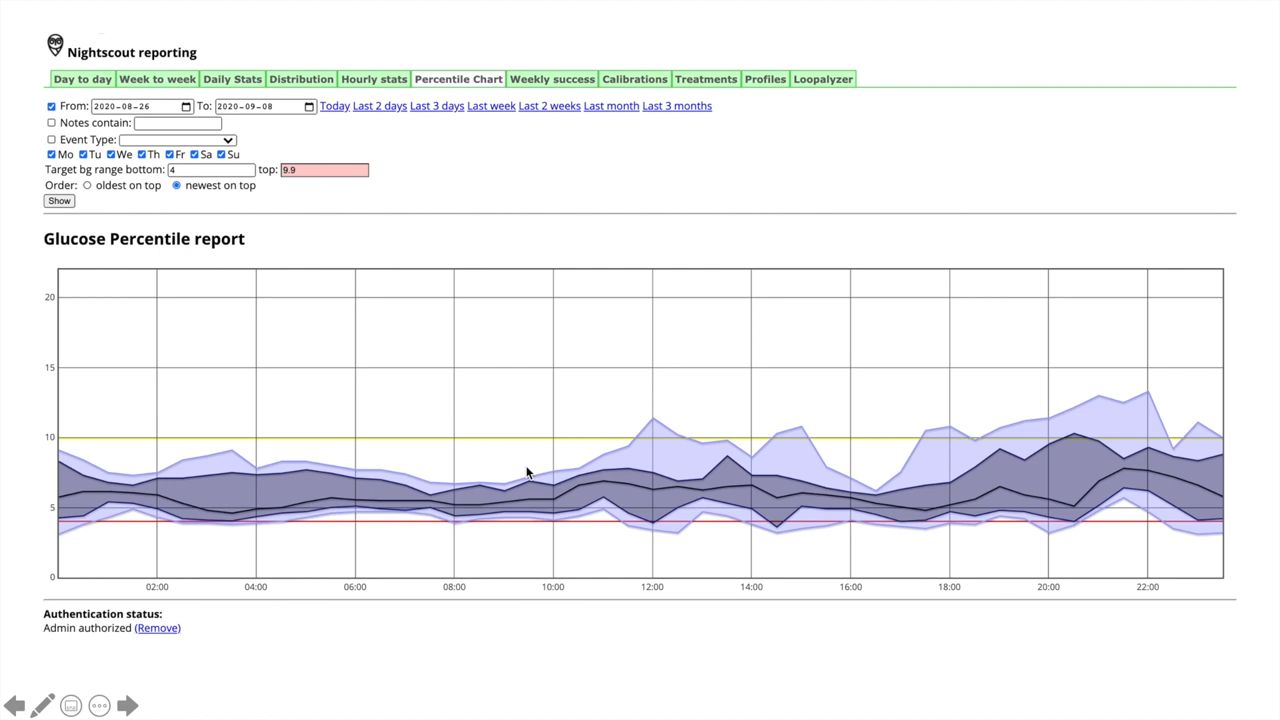 Nightscout reporting
Day to day Week to week Daily Stats Distribution Hourly stats Percentile Chart Weekly success Calibrations Treatments Profiles Loopalyzer
From: 2020-08-26 To: 2020-09-08 Today Last 2 days Last 3 days Last week Last 2 weeks Last month Last 3 months
Notes contain:
Event Type:
Mo Tu We Th Fr Sa Su
Target bg range bottom: 4 top: 9.9
Order: oldest on top newest on top
Show
Glucose Percentile report
20
15
10
5
0
02:00 04:00 06:00 08:00 10:00 12:00 14:00 16:00 18:00 20:00 22:00
Authentication status:
Admin authorized (Remove)